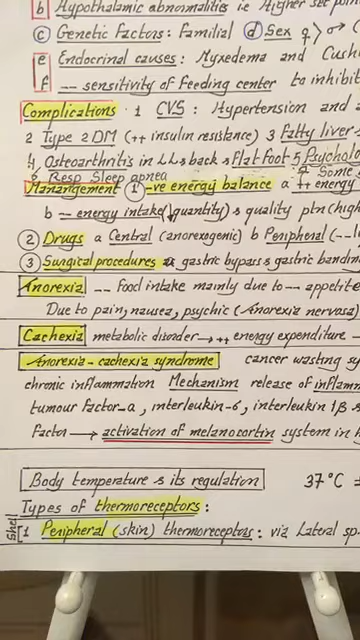 b Hypothalamic abnormalities ie Higher set poin
c Genetic factors: familial d Sex ♀ > ♂ (
e Endocrinal causes: Myxedema and Cush
f -- sensitivity of feeding center to inhibit
Complications 1 CVS: Hypertension and
2 Type 2 DM (++ insulin resistance) 3 Fatty liver
4 Osteoarthritis in LLs back & Flat foot 5 Psycholo
6 Resp Sleep apnea Some
Management 1 -ve energy balance a ++ energy
b -- energy intake (quantity) & quality ptn (high
2 Drugs a Central (anorexogenic) b Peripheral (--
3 Surgical procedures gastric bypass & gastric band
Anorexia -- Food intake mainly due to -- appetite
Due to pain, nausea, psychic (Anorexia nervosa)
Cachexia metabolic disorder → ++ energy expenditure -
Anorexia-cachexia syndrome cancer wasting sy
chronic inflammation Mechanism release of inflam
tumour factor-α, interleukin-6, interleukin 1β &
factor → activation of melanocortin system in h
Body temperature & its regulation 37°C =
Types of thermoreceptors:
Shell 1 Peripheral (skin) thermoreceptors: via Lateral sp-